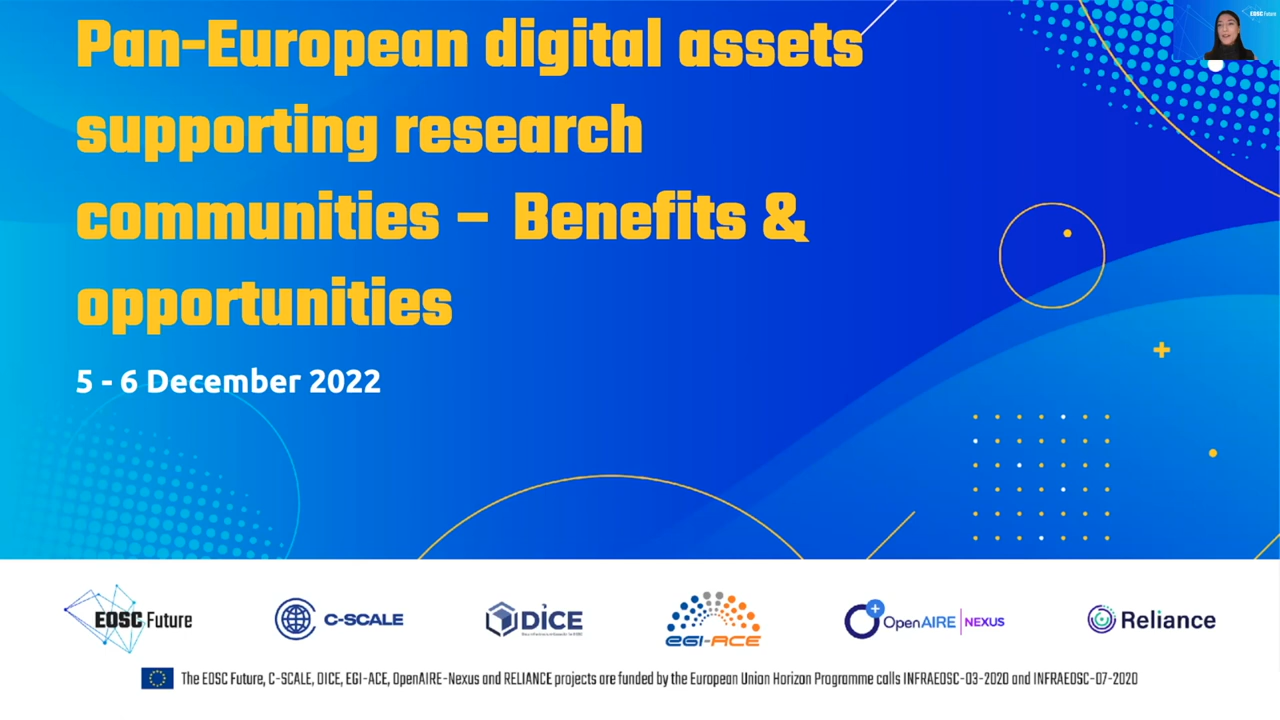 Pan-European digital assets
supporting research
communities – Benefits &
opportunities
5 - 6 December 2022
EOSC Future
EOSC Future
C-SCALE
DICE
EGI-ACE
OpenAIRE NEXUS
Reliance
The EOSC Future, C-SCALE, DICE, EGI-ACE, OpenAIRE-Nexus and RELIANCE projects are funded by the European Union Horizon Programme calls INFRAEOSC-03-2020 and INFRAEOSC-07-2020